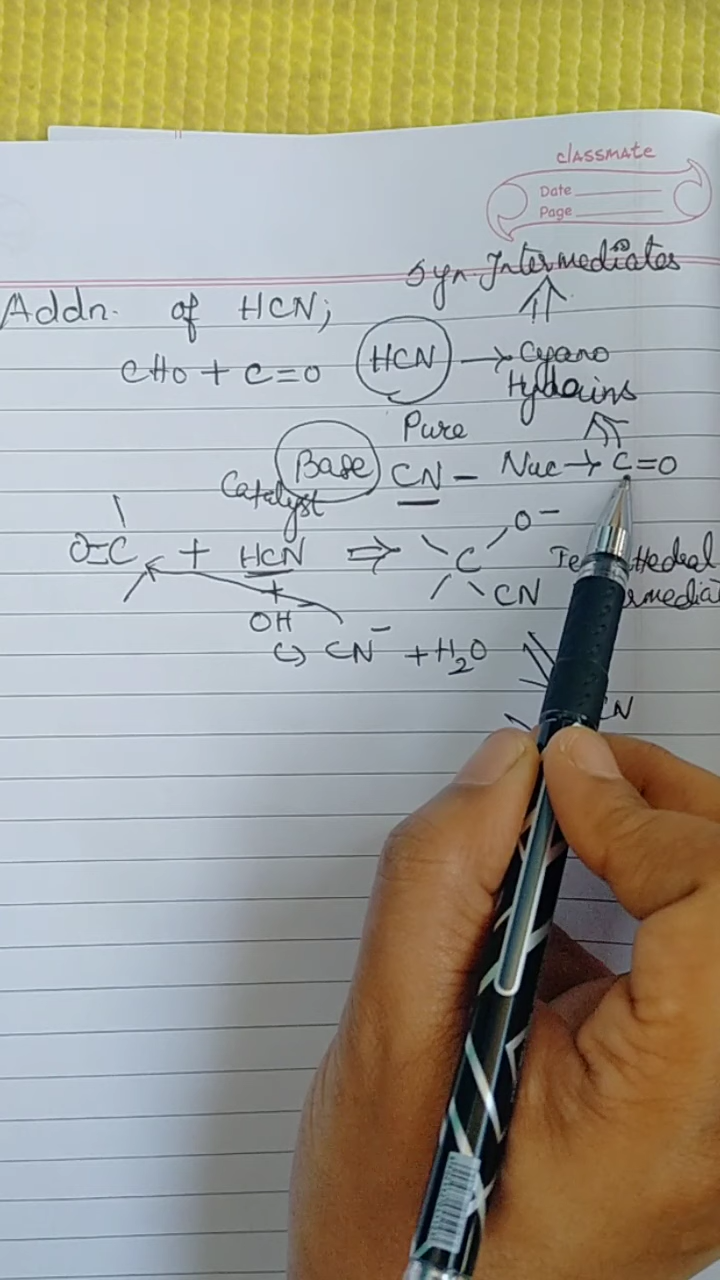 classmate
Date
Page
Syn. Intermediates
Addn. of HCN;
CHO + C=O HCN → Cyano
Hydrins
Pure
Base CN - Nuc → C=O
Catalyst
O=C + HCN ⇒ C O⁻
CN
+
OH
CN⁻ + H₂O
CN